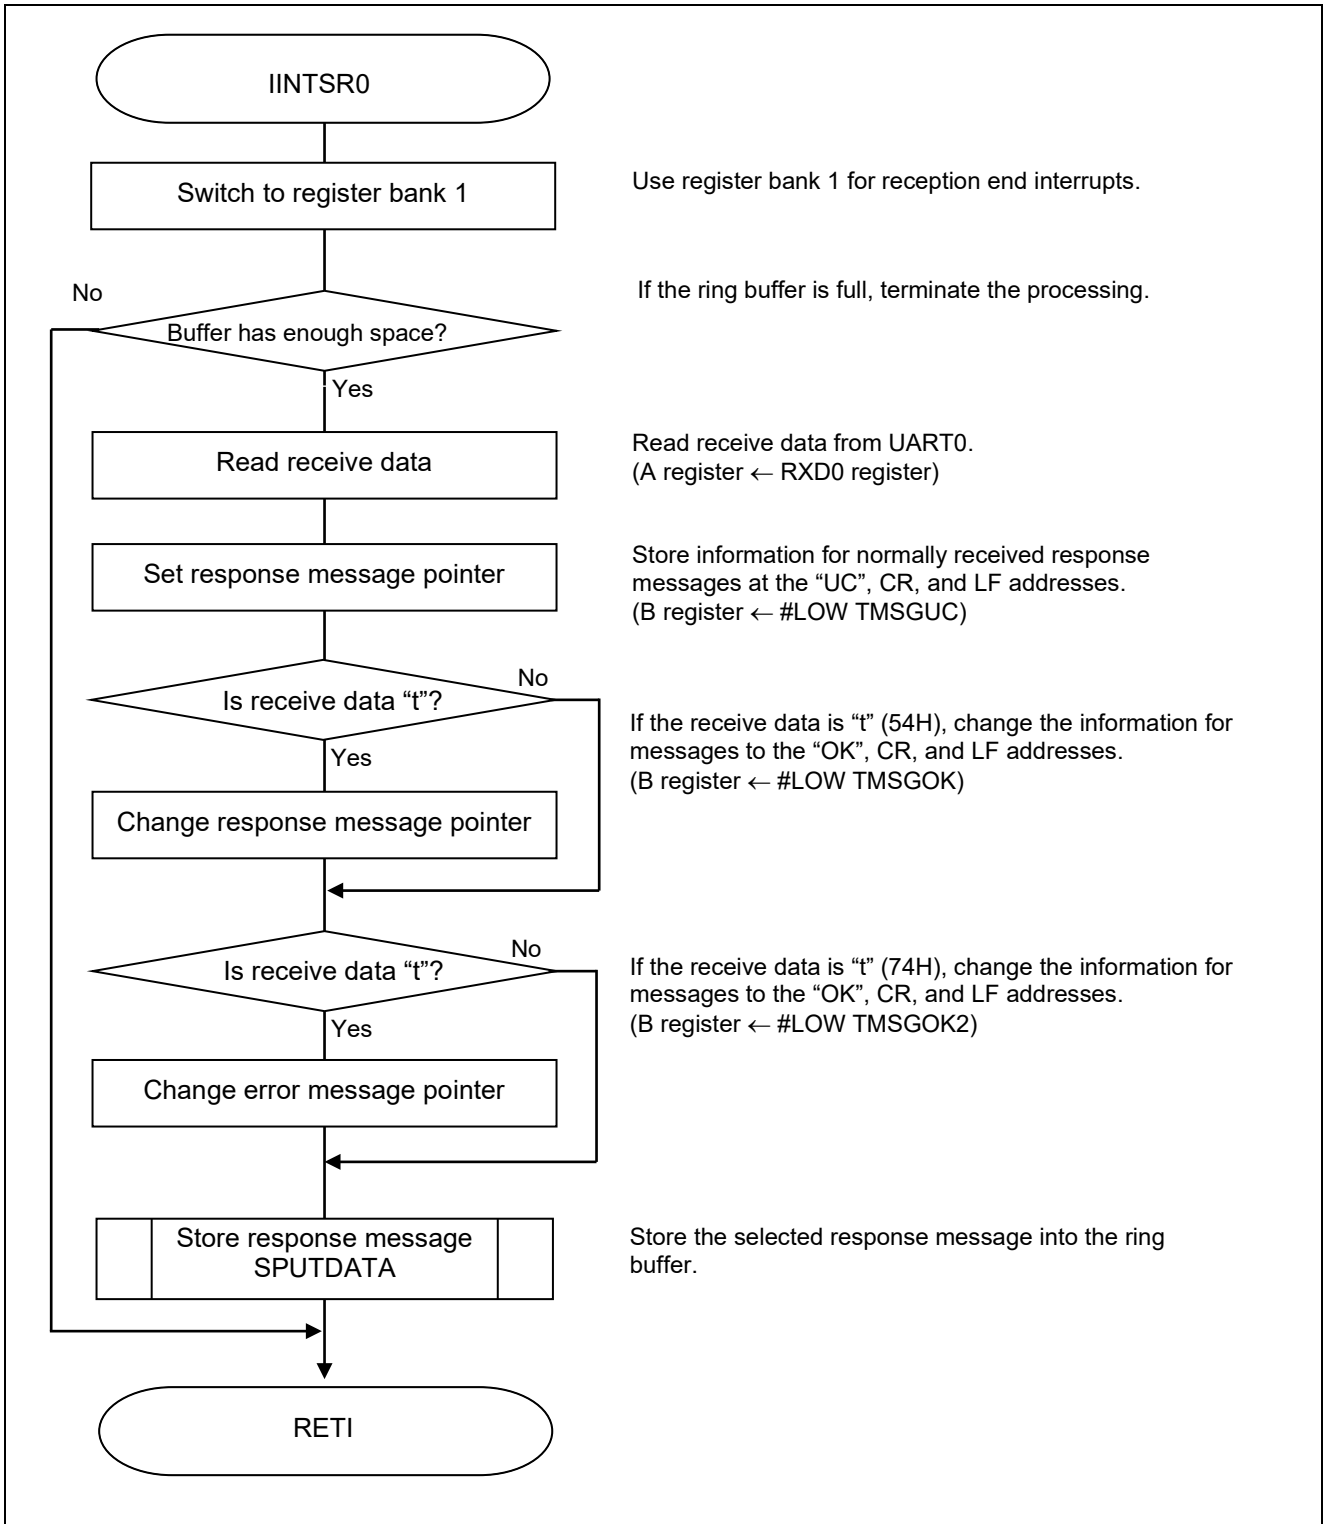 IINTSR0
Switch to register bank 1
Use register bank 1 for reception end interrupts.
No
If the ring buffer is full, terminate the processing.
Buffer has enough space?
Yes
Read receive data
Read receive data from UART0.
(A register ← RXD0 register)
Set response message pointer
Store information for normally received response
messages at the “UC”, CR, and LF addresses.
(B register ← #LOW TMSGUC)
No
Is receive data “t”?
If the receive data is “t” (54H), change the information for
messages to the “OK”, CR, and LF addresses.
(B register ← #LOW TMSGOK)
Yes
Change response message pointer
No
Is receive data “t”?
If the receive data is “t” (74H), change the information for
messages to the “OK”, CR, and LF addresses.
(B register ← #LOW TMSGOK2)
Yes
Change error message pointer
Store response message
SPUTDATA
Store the selected response message into the ring
buffer.
RETI